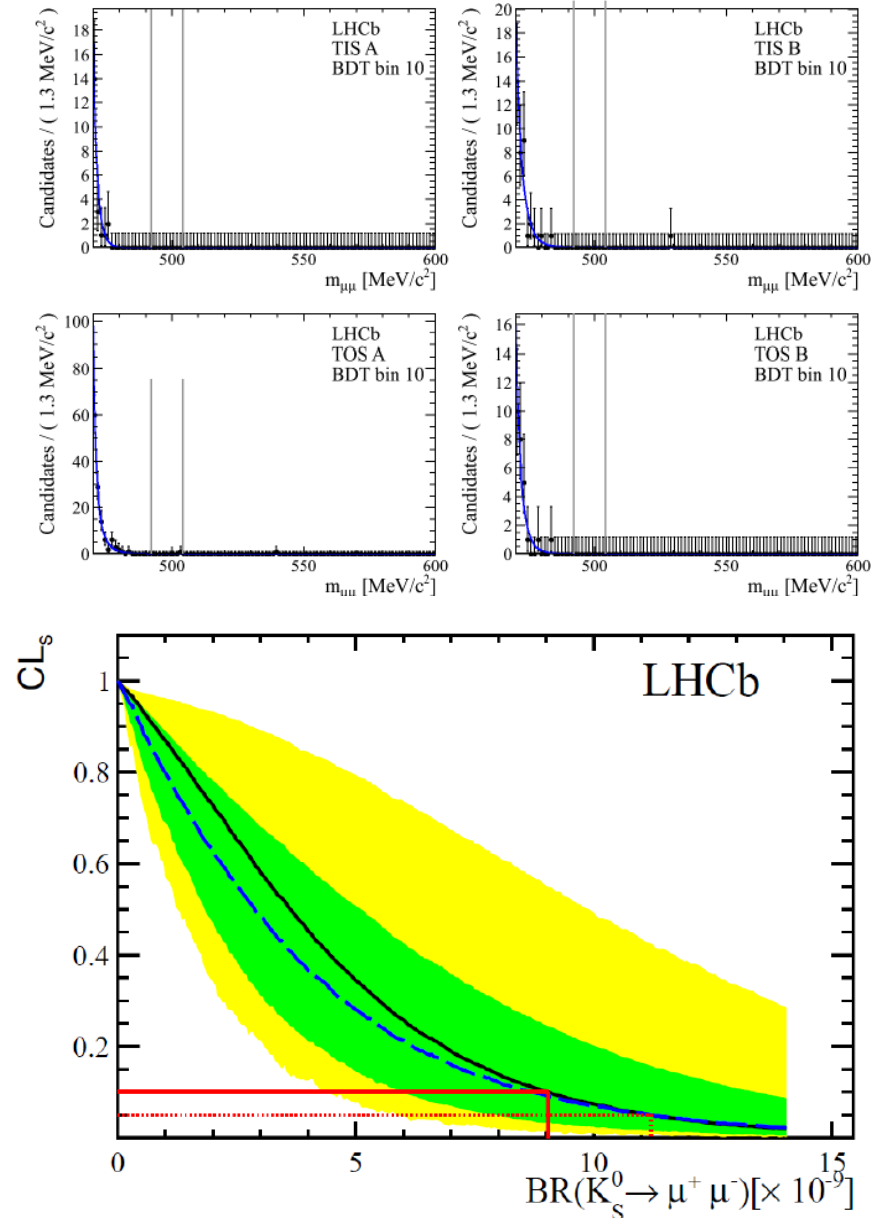 18
16
14
12
10
8
6
4
2
0
Candidates / ( 1.3 MeV/c²)
LHCb
TIS A
BDT bin 10
500
550
600
m_μμ [MeV/c²]
20
18
16
14
12
10
8
6
4
2
0
Candidates / ( 1.3 MeV/c²)
LHCb
TIS B
BDT bin 10
500
550
600
m_μμ [MeV/c²]
100
80
60
40
20
0
Candidates / ( 1.3 MeV/c²)
LHCb
TOS A
BDT bin 10
500
550
600
m_μμ [MeV/c²]
16
14
12
10
8
6
4
2
0
Candidates / ( 1.3 MeV/c²)
LHCb
TOS B
BDT bin 10
500
550
600
m_μμ [MeV/c²]
CLₛ
LHCb
1
0.8
0.6
0.4
0.2
0
5
10
15
BR(K_S^0 → μ⁺ μ⁻)[× 10⁻⁹]